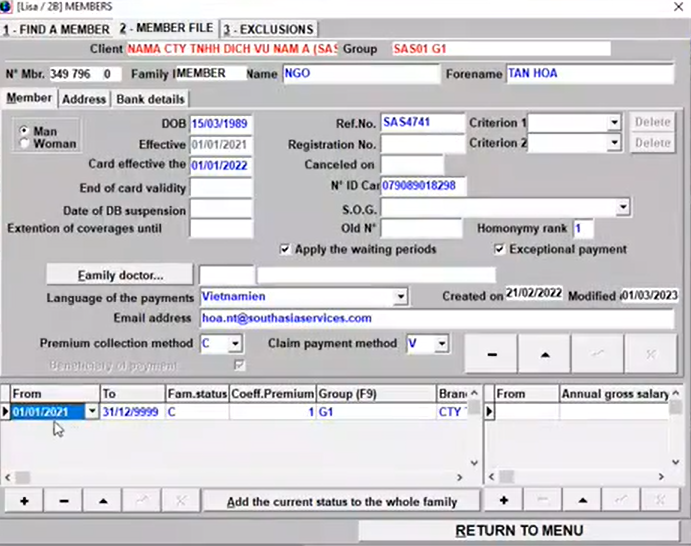 [Lisa / 2B] MEMBERS
1 - FIND A MEMBER 2 - MEMBER FILE 3 - EXCLUSIONS
Client NAMA CTY TNHH DICH VU NAM A (SAS Group SAS01 G1
N° Mbr. 349 796 0 Family MEMBER Name NGO Forename TAN HOA
Member Address Bank details
Man
Woman
DOB 15/03/1989 Ref.No. SAS4741 Criterion 1 Delete
Effective 01/01/2021 Registration No. Criterion 2 Delete
Card effective the 01/01/2022 Canceled on
End of card validity N° ID Car 079089018298
Date of DB suspension S.O.G.
Extention of coverages until Old N° Homonymy rank 1
Apply the waiting periods Exceptional payment
Family doctor...
Language of the payments Vietnamien Created on 21/02/2022 Modified 01/03/2023
Email address hoa.nt@southasiaservices.com
Premium collection method C Claim payment method V
Beneficiary of payment
From To Fam.status Coeff.Premium Group (F9) Bran From Annual gross salary
01/01/2021 31/12/9999 C 1 G1 CTY
Add the current status to the whole family
RETURN TO MENU